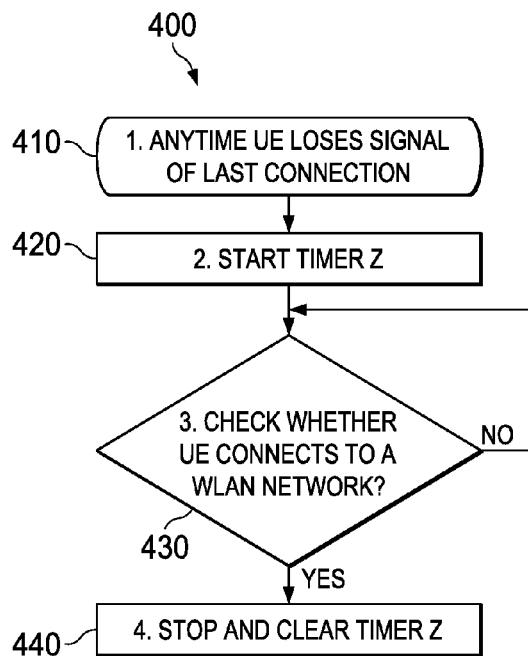 400
410
1. ANYTIME UE LOSES SIGNAL
OF LAST CONNECTION
420
2. START TIMER Z
3. CHECK WHETHER
UE CONNECTS TO A
WLAN NETWORK?
NO
430
YES
440
4. STOP AND CLEAR TIMER Z